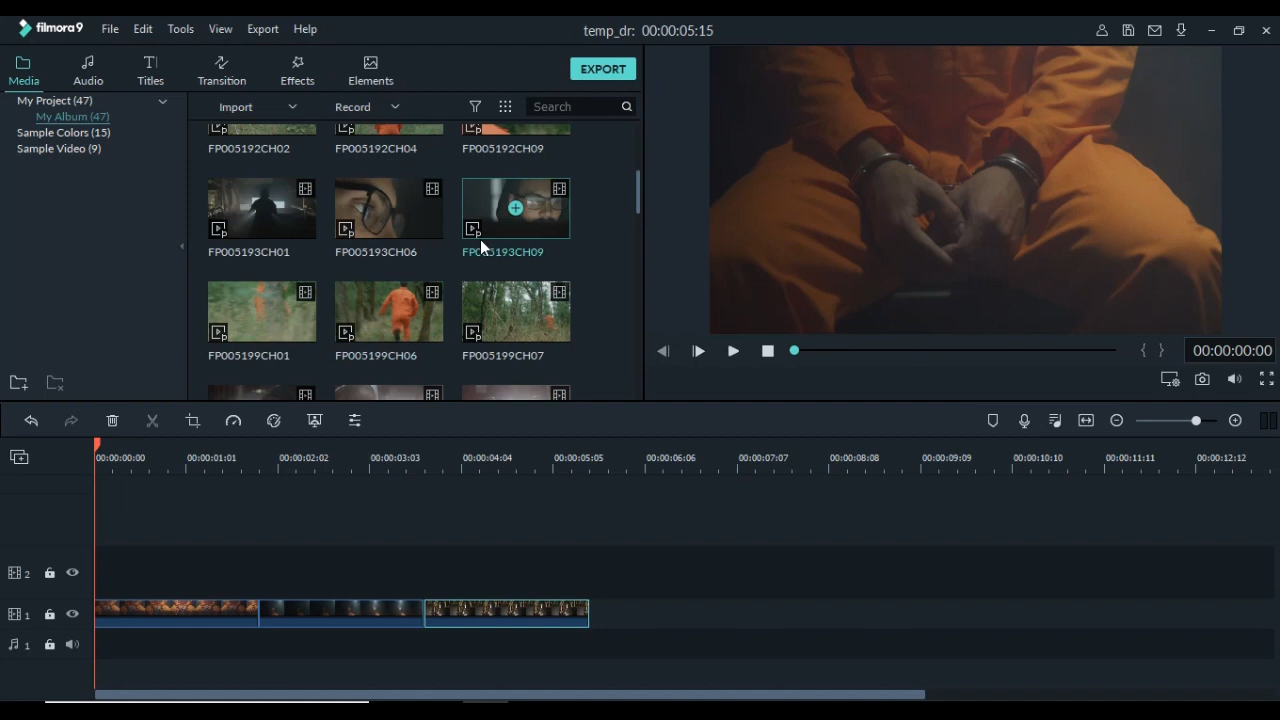 filmora9 File Edit Tools View Export Help temp_dr: 00:00:05:15
Media Audio Titles Transition Effects Elements EXPORT
My Project (47)
My Album (47)
Sample Colors (15)
Sample Video (9)
Import Record Search
FP005192CH02 FP005192CH04 FP005192CH09
FP005193CH01 FP005193CH06 FP005193CH09
FP005199CH01 FP005199CH06 FP005199CH07
00:00:00:00
00:00:00:00 00:00:01:01 00:00:02:02 00:00:03:03 00:00:04:04 00:00:05:05 00:00:06:06 00:00:07:07 00:00:08:08 00:00:09:09 00:00:10:10 00:00:11:11 00:00:12:12
2
1
1